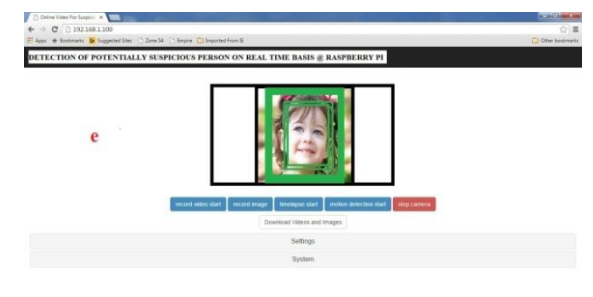 Online Video For Suspici
192.168.1.100
Apps Bookmarks Suggested Sites Zone 54 Empire Imported From IE Other bookmarks
DETECTION OF POTENTIALLY SUSPICIOUS PERSON ON REAL TIME BASIS @ RASPBERRY PI
e
record video start record image timelapse start motion detection start stop camera
Download Videos and Images
Settings
System